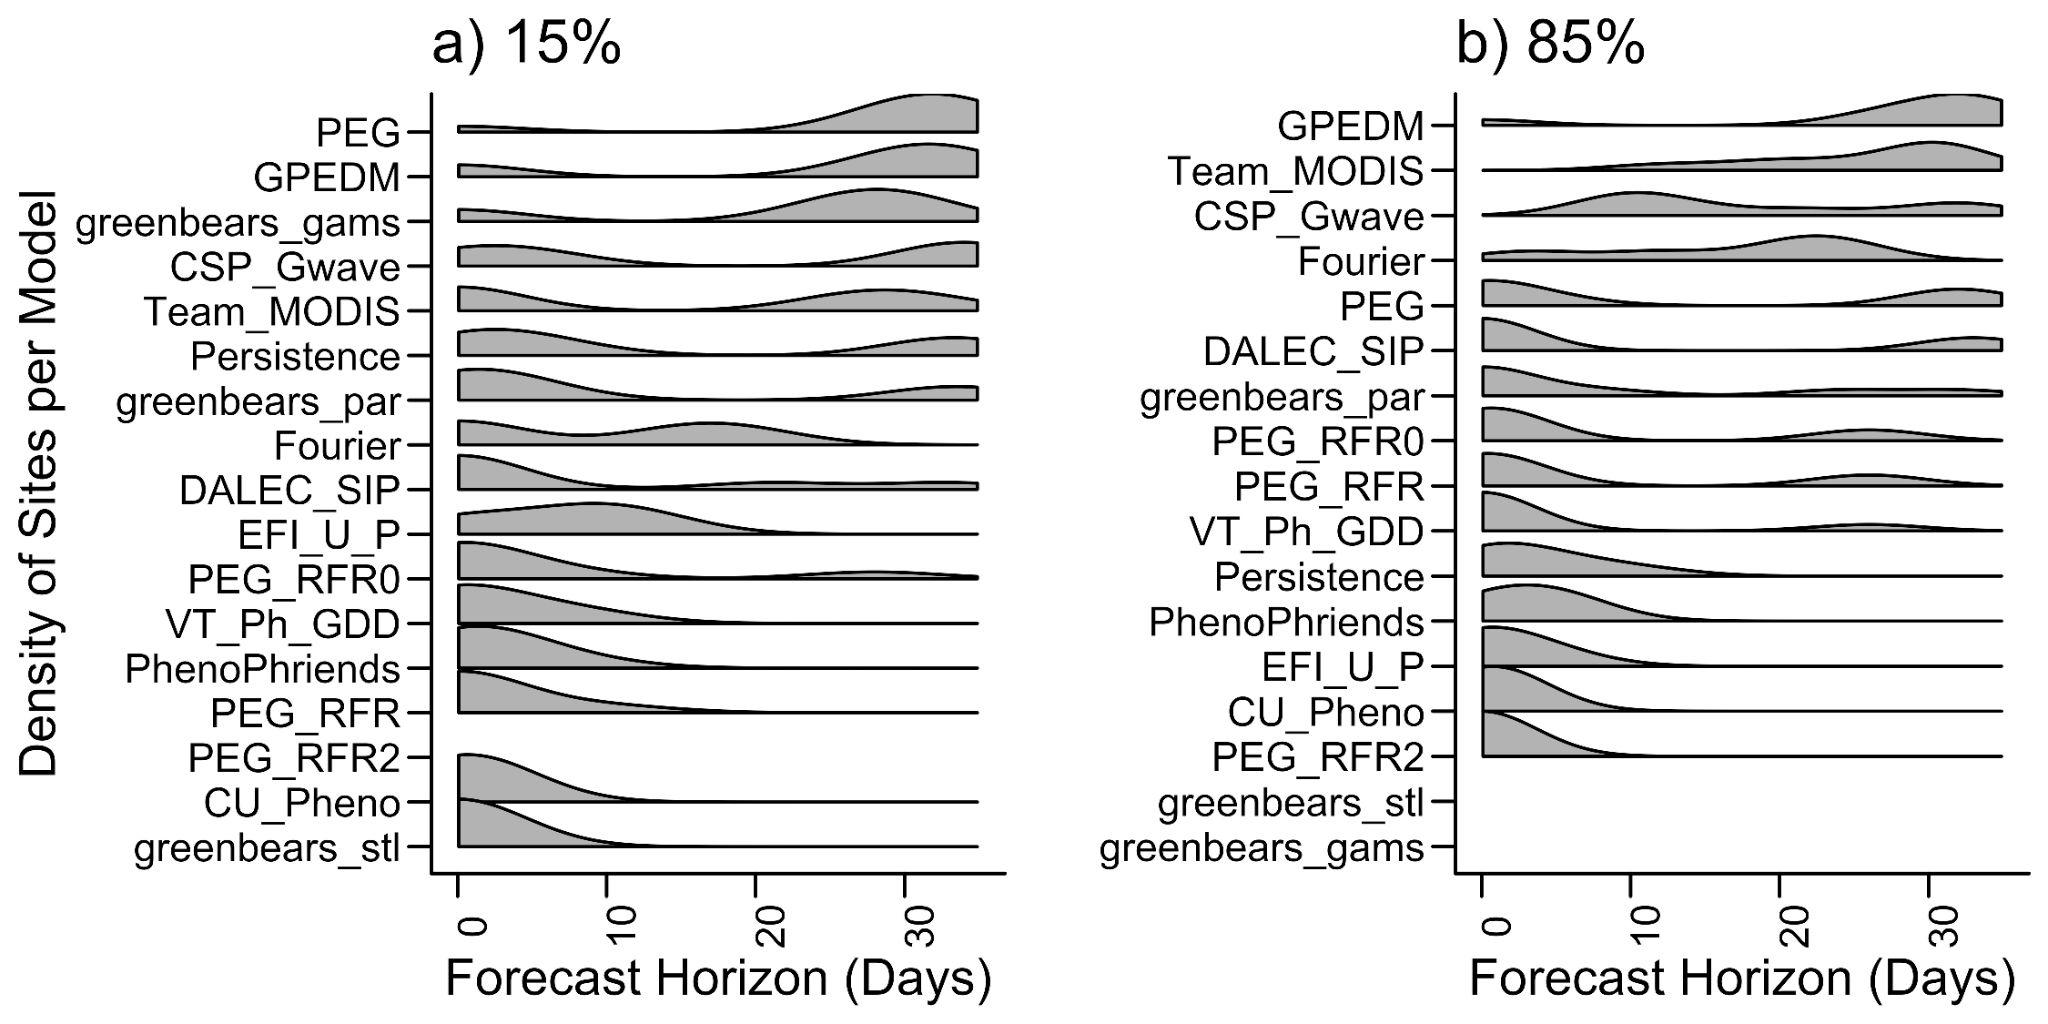 a) 15%
Density of Sites per Model
PEG
GPEDM
greenbears_gams
CSP_Gwave
Team_MODIS
Persistence
greenbears_par
Fourier
DALEC_SIP
EFI_U_P
PEG_RFR0
VT_Ph_GDD
PhenoPhriends
PEG_RFR
PEG_RFR2
CU_Pheno
greenbears_stl
0
10
20
30
Forecast Horizon (Days)
b) 85%
GPEDM
Team_MODIS
CSP_Gwave
Fourier
PEG
DALEC_SIP
greenbears_par
PEG_RFR0
PEG_RFR
VT_Ph_GDD
Persistence
PhenoPhriends
EFI_U_P
CU_Pheno
PEG_RFR2
greenbears_stl
greenbears_gams
0
10
20
30
Forecast Horizon (Days)